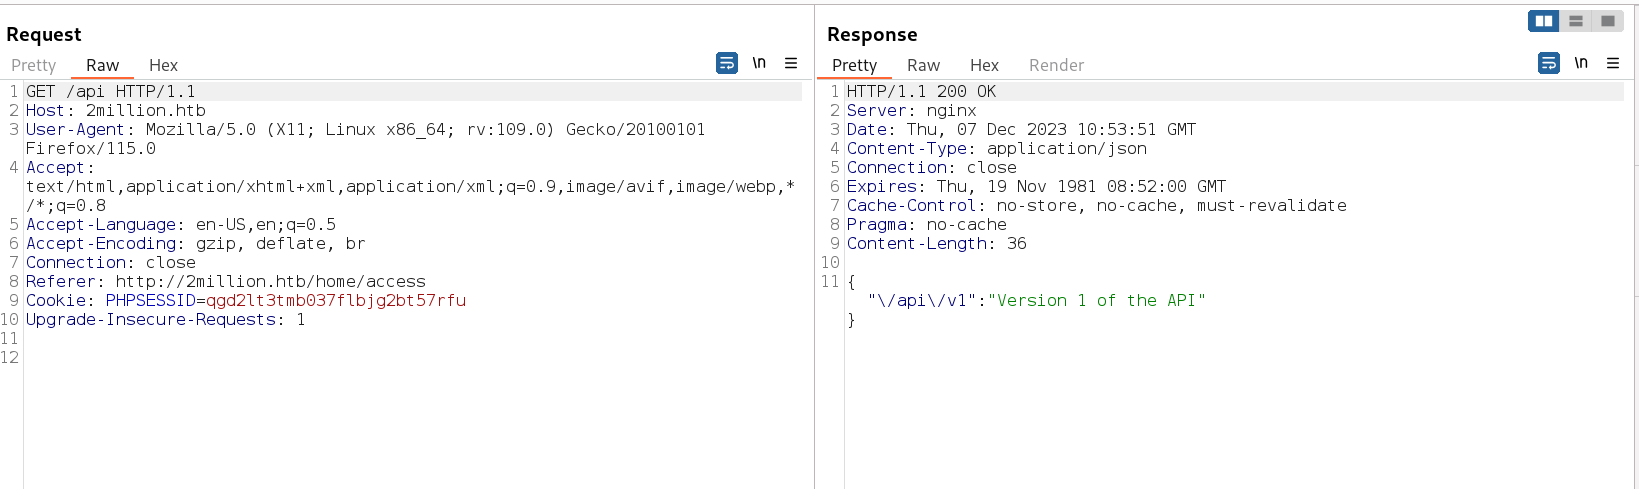 Request
Pretty Raw Hex \n
1 GET /api HTTP/1.1
2 Host: 2million.htb
3 User-Agent: Mozilla/5.0 (X11; Linux x86_64; rv:109.0) Gecko/20100101
Firefox/115.0
4 Accept:
text/html,application/xhtml+xml,application/xml;q=0.9,image/avif,image/webp,*
/*;q=0.8
5 Accept-Language: en-US,en;q=0.5
6 Accept-Encoding: gzip, deflate, br
7 Connection: close
8 Referer: http://2million.htb/home/access
9 Cookie: PHPSESSID=qgd2lt3tmb037flbjg2bt57rfu
10 Upgrade-Insecure-Requests: 1
11
12
Response
Pretty Raw Hex Render \n
1 HTTP/1.1 200 OK
2 Server: nginx
3 Date: Thu, 07 Dec 2023 10:53:51 GMT
4 Content-Type: application/json
5 Connection: close
6 Expires: Thu, 19 Nov 1981 08:52:00 GMT
7 Cache-Control: no-store, no-cache, must-revalidate
8 Pragma: no-cache
9 Content-Length: 36
10
11 {
"\/api\/v1":"Version 1 of the API"
}